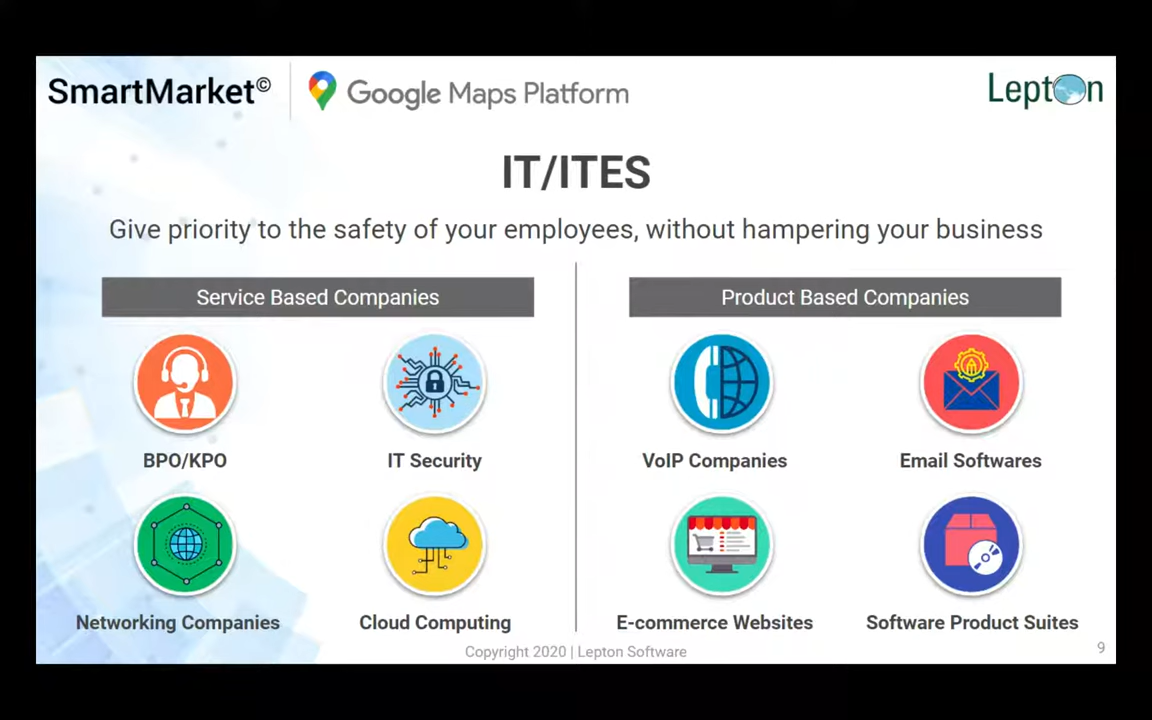 SmartMarket©
Google Maps Platform
Lepton
IT/ITES
Give priority to the safety of your employees, without hampering your business
Service Based Companies
BPO/KPO
IT Security
Networking Companies
Cloud Computing
Product Based Companies
VoIP Companies
Email Softwares
E-commerce Websites
Software Product Suites
Copyright 2020 | Lepton Software
9